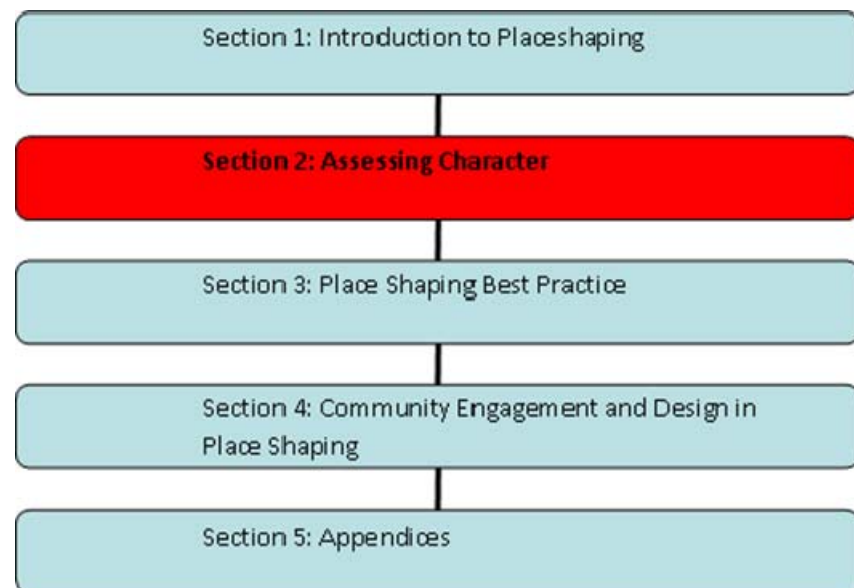 Section 1: Introduction to Placeshaping
Section 2: Assessing Character
Section 3: Place Shaping Best Practice
Section 4: Community Engagement and Design in
Place Shaping
Section 5: Appendices